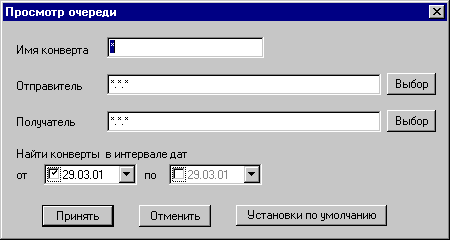 Просмотр очереди
Имя конверта *
Отправитель *.*.* Выбор
Получатель *.*.* Выбор
Найти конверты в интервале дат
от 29.03.01 по 29.03.01
Принять Отменить Установки по умолчанию